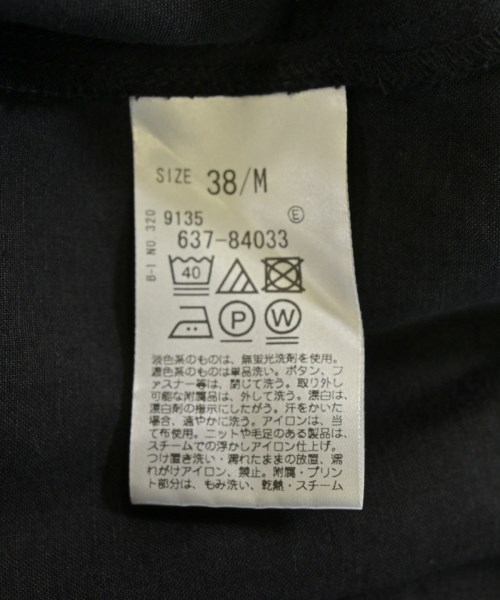 SIZE 38/M
B-1 NO. 320
9135 E
637-84033
40
P W
淡色系のものは、無蛍光洗剤を使用。
濃色系のものは単品洗い。ボタン、フ
ァスナー等は、閉じて洗う。取り外し
可能な附属品は、外して洗う。漂白は、
漂白剤の指示にしたがう。汗をかいた
場合、速やかに洗う。アイロンは、当
て布使用。ニットや毛足のある製品は、
スチームでの浮かしアイロン仕上げ。
つけ置き洗い・濡れたままの放置、濡
れがけアイロン、禁止。附属・プリン
ト部分は、もみ洗い、乾熱・スチーム